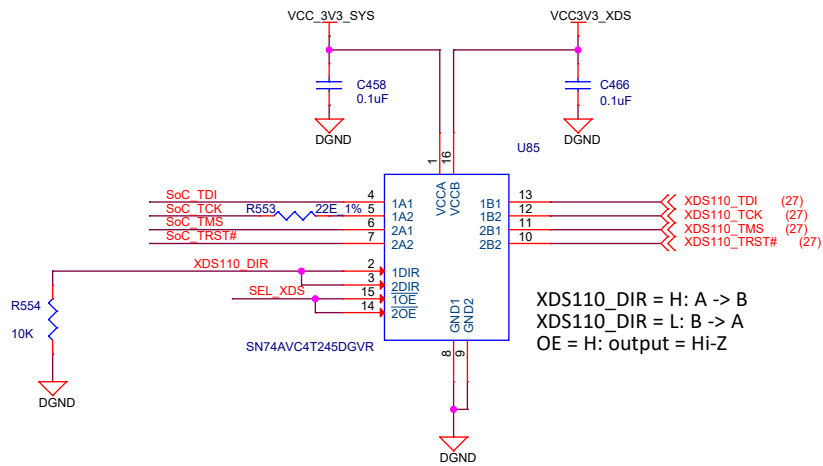 VCC_3V3_SYS
VCC3V3_XDS
C458
0.1uF
C466
0.1uF
DGND
DGND
U85
1
16
VCCA
VCCB
SoC_TDI
4
1A1
1B1
13
XDS110_TDI (27)
SoC_TCK
R553
22E_1%
5
1A2
1B2
12
XDS110_TCK (27)
SoC_TMS
6
2A1
2B1
11
XDS110_TMS (27)
SoC_TRST#
7
2A2
2B2
10
XDS110_TRST# (27)
XDS110_DIR
2
1DIR
3
2DIR
SEL_XDS
15
1OE
14
2OE
GND1
GND2
8
9
R554
10K
DGND
SN74AVC4T245DGVR
XDS110_DIR = H: A -> B
XDS110_DIR = L: B -> A
OE = H: output = Hi-Z
DGND